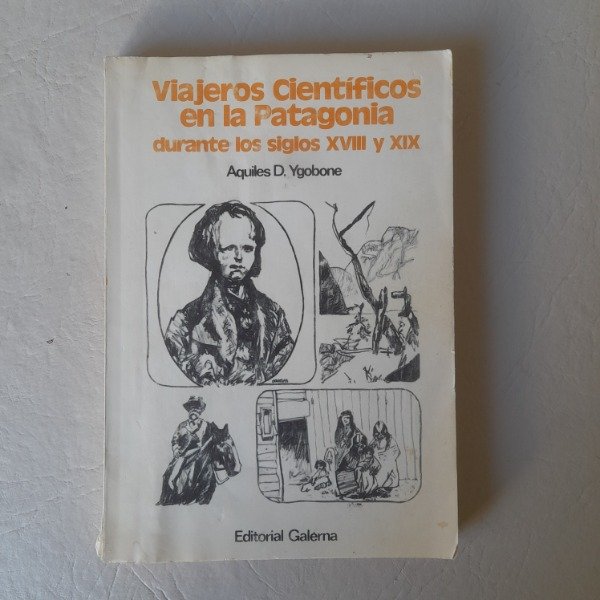 Viajeros Científicos
en la Patagonia
durante los siglos XVIII y XIX
Aquiles D. Ygobone
Editorial Galerna